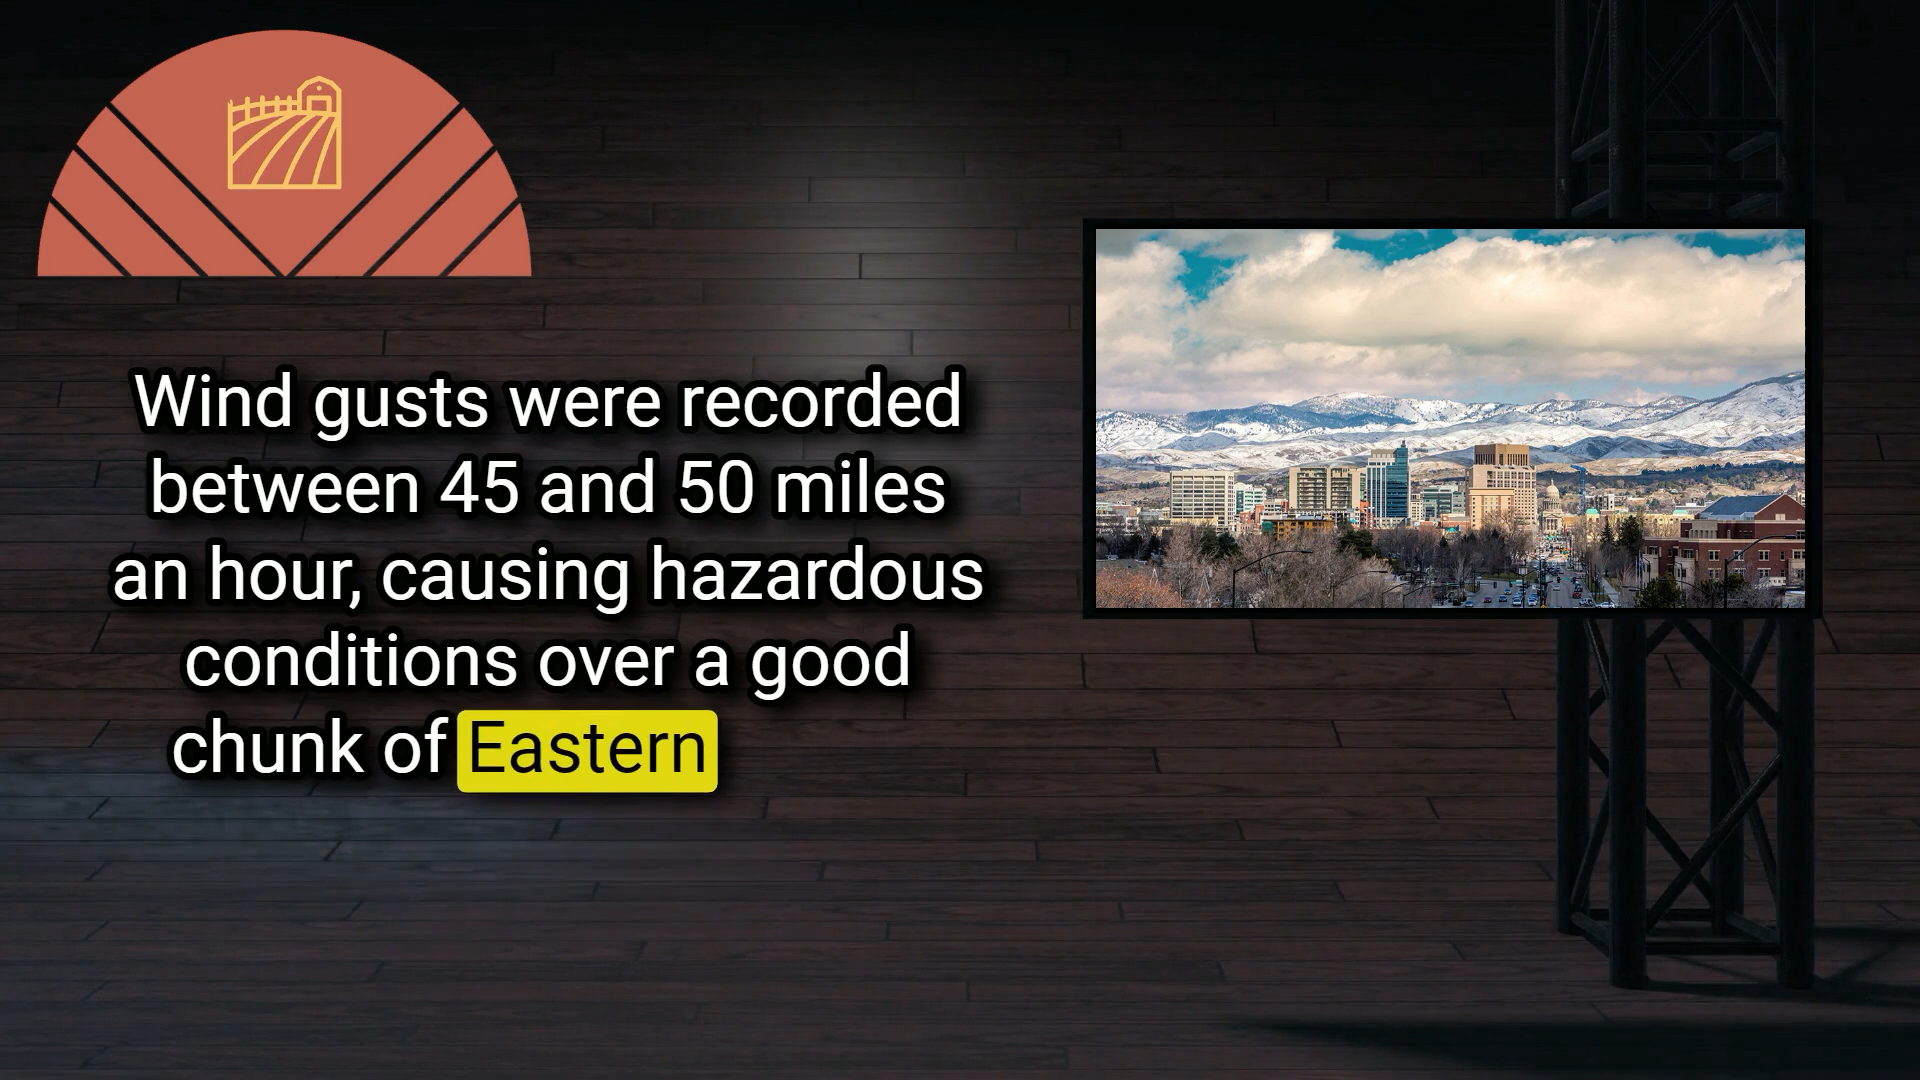 Wind gusts were recorded
between 45 and 50 miles
an hour, causing hazardous
conditions over a good
chunk of Eastern